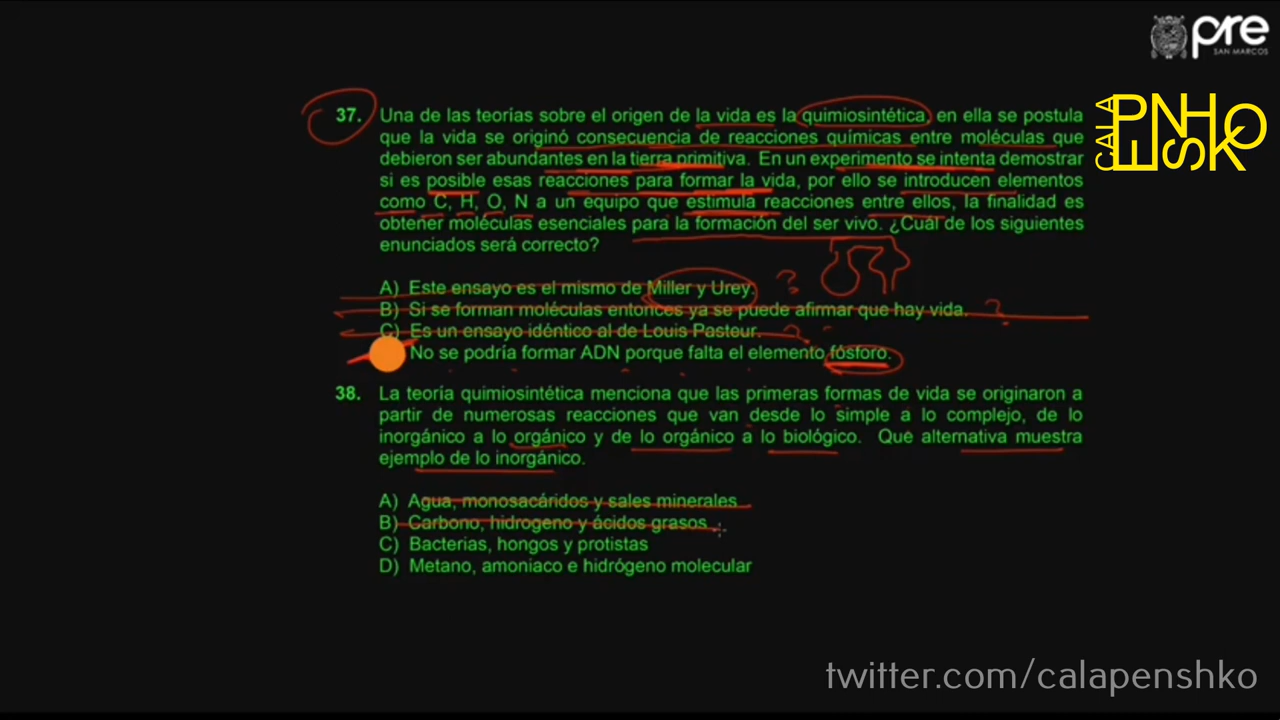 pre
SAN MARCOS
CALA
PENSHKO
37. Una de las teorías sobre el origen de la vida es la quimiosintética, en ella se postula
que la vida se originó consecuencia de reacciones químicas entre moléculas que
debieron ser abundantes en la tierra primitiva. En un experimento se intenta demostrar
si es posible esas reacciones para formar la vida, por ello se introducen elementos
como C, H, O, N a un equipo que estimula reacciones entre ellos, la finalidad es
obtener moléculas esenciales para la formación del ser vivo. ¿Cuál de los siguientes
enunciados será correcto?
A) Este ensayo es el mismo de Miller y Urey. ?
B) Si se forman moléculas entonces ya se puede afirmar que hay vida. ?
C) Es un ensayo idéntico al de Louis Pasteur. ?
No se podría formar ADN porque falta el elemento fósforo.
38. La teoría quimiosintética menciona que las primeras formas de vida se originaron a
partir de numerosas reacciones que van desde lo simple a lo complejo, de lo
inorgánico a lo orgánico y de lo orgánico a lo biológico. Qué alternativa muestra
ejemplo de lo inorgánico.
A) Agua, monosacáridos y sales minerales
B) Carbono, hidrogeno y ácidos grasos
C) Bacterias, hongos y protistas
D) Metano, amoniaco e hidrógeno molecular
twitter.com/calapenshko